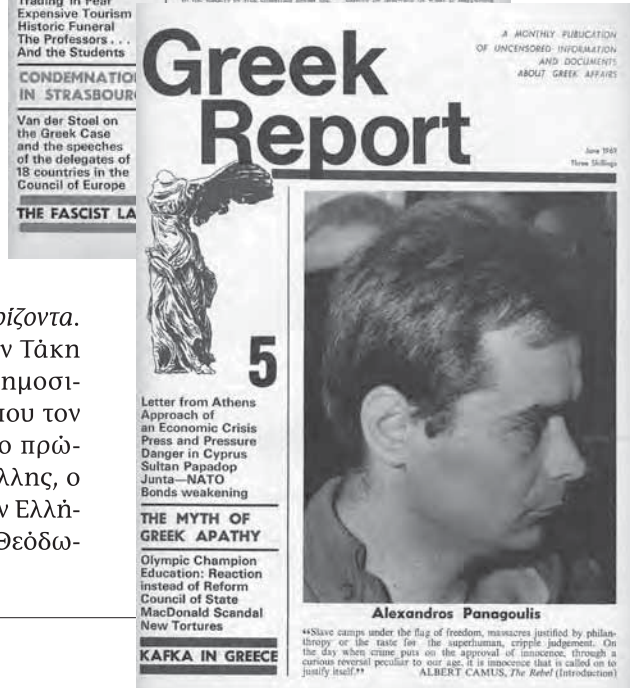 Expensive Tourism
Historic Funeral
The Professors . . .
And the Students
CONDEMNATIO
IN STRASBOUR
Van der Stoel on
the Greek Case
and the speeches
of the delegates of
18 countries in the
Council of Europe
THE FASCIST LA
ρίζοντα.
ν Τάκη
ημοσι-
που τον
ο πρώ-
λλης, ο
ν Ελλή-
Θεόδω-
Greek
Report
A MONTHLY PUBLICATION
OF UNCENSORED INFORMATION
AND DOCUMENTS
ABOUT GREEK AFFAIRS
June 1969
Three Shillings
5
Letter from Athens
Approach of
an Economic Crisis
Press and Pressure
Danger in Cyprus
Sultan Papadop
Junta—NATO
Bonds weakening
THE MYTH OF
GREEK APATHY
Olympic Champion
Education: Reaction
instead of Reform
Council of State
MacDonald Scandal
New Tortures
KAFKA IN GREECE
Alexandros Panagoulis
“Slave camps under the flag of freedom, massacres justified by philan-
thropy or the taste for the superhuman, cripple judgement. On
the day when crime puts on the apparel of innocence, through a
curious reversal peculiar to our age, it is innocence that is called on to
justify itself.” ALBERT CAMUS, The Rebel (Introduction)